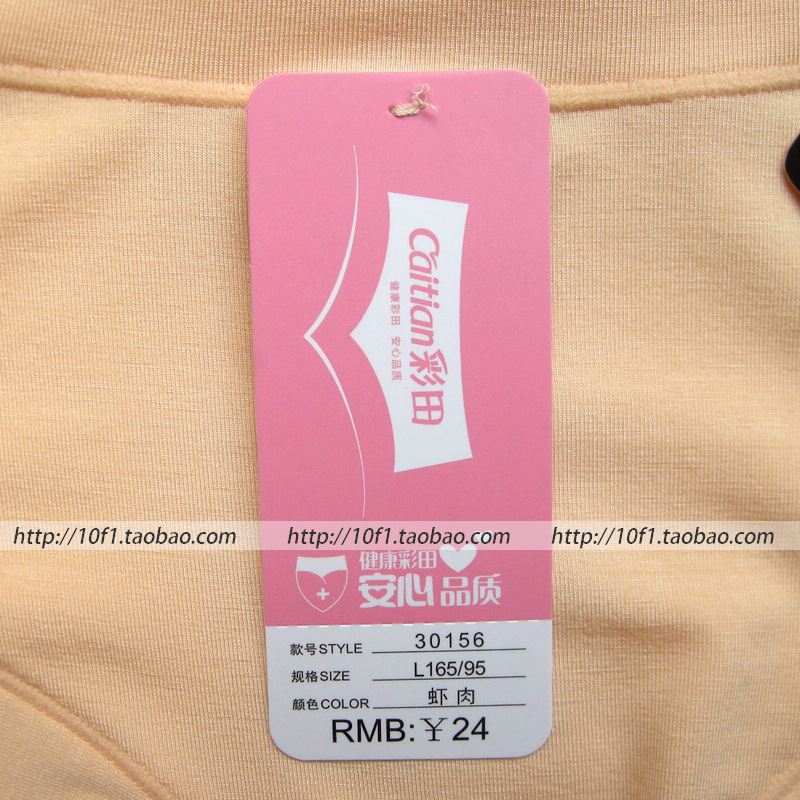 Caitian彩田
健康彩田 安心品质
http://10f1.taobao.com http://10f1.taobao.com http://10f1.taobao.com
健康彩田
安心品质
款号STYLE 30156
规格SIZE L165/95
颜色COLOR 虾肉
RMB:¥24